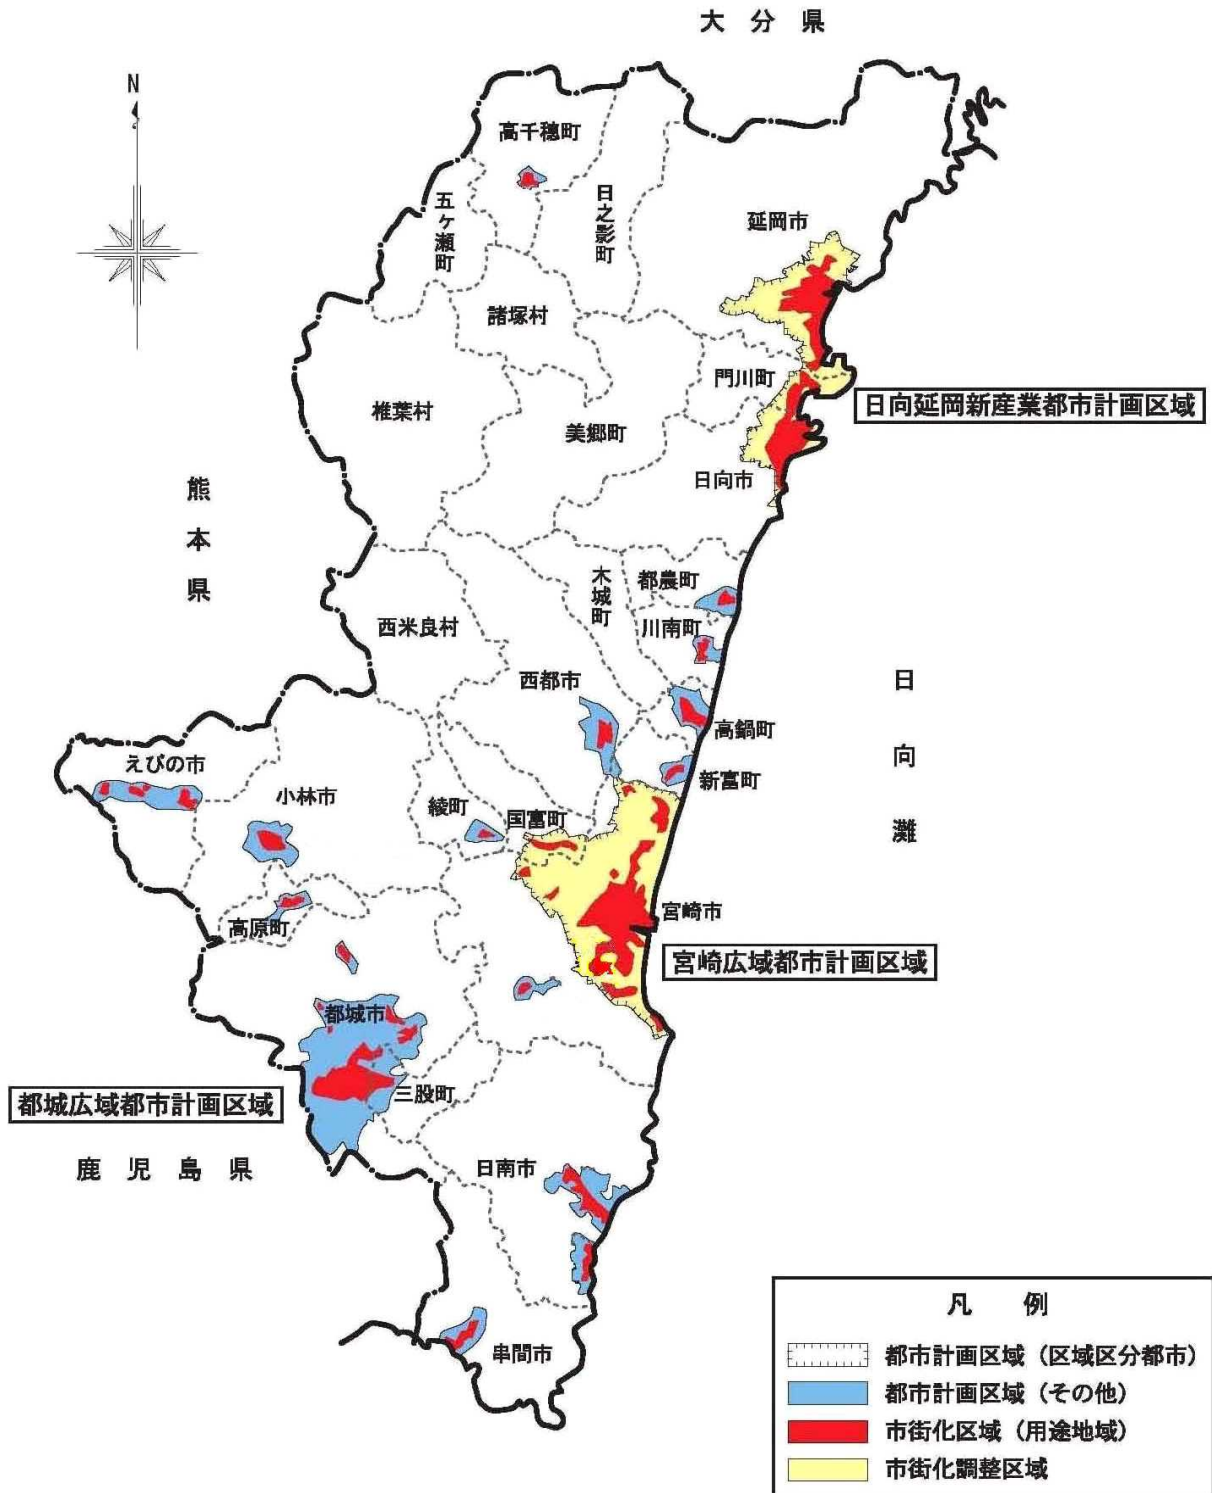 大分県
N
高千穂町
日之影町
五ヶ瀬町
延岡市
諸塚村
門川町
日向延岡新産業都市計画区域
椎葉村
美郷町
日向市
熊本県
木城町
都農町
川南町
西米良村
西都市
日向灘
高鍋町
えびの市
新富町
小林市
綾町
国富町
宮崎市
高原町
宮崎広域都市計画区域
都城市
三股町
都城広域都市計画区域
鹿児島県
日南市
串間市
凡例
都市計画区域（区域区分都市）
都市計画区域（その他）
市街化区域（用途地域）
市街化調整区域